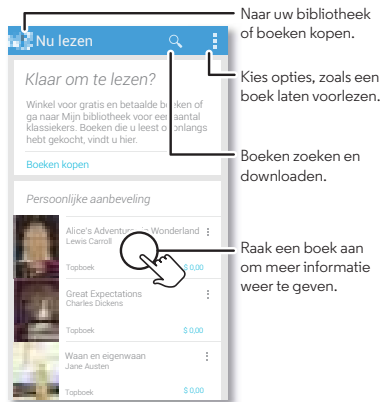 Nu lezen
Klaar om te lezen?
Winkel voor gratis en betaalde boeken of
ga naar Mijn bibliotheek voor een aantal
klassiekers. Boeken die u leest of onlangs
hebt gekocht, vindt u hier.
Boeken kopen
Persoonlijke aanbeveling
Alice's Adventures in Wonderland
Lewis Carroll
Topboek $ 0,00
Great Expectations
Charles Dickens
Topboek $ 0,00
Waan en eigenwaan
Jane Austen
Topboek $ 0,00
Naar uw bibliotheek
of boeken kopen.
Kies opties, zoals een
boek laten voorlezen.
Boeken zoeken en
downloaden.
Raak een boek aan
om meer informatie
weer te geven.